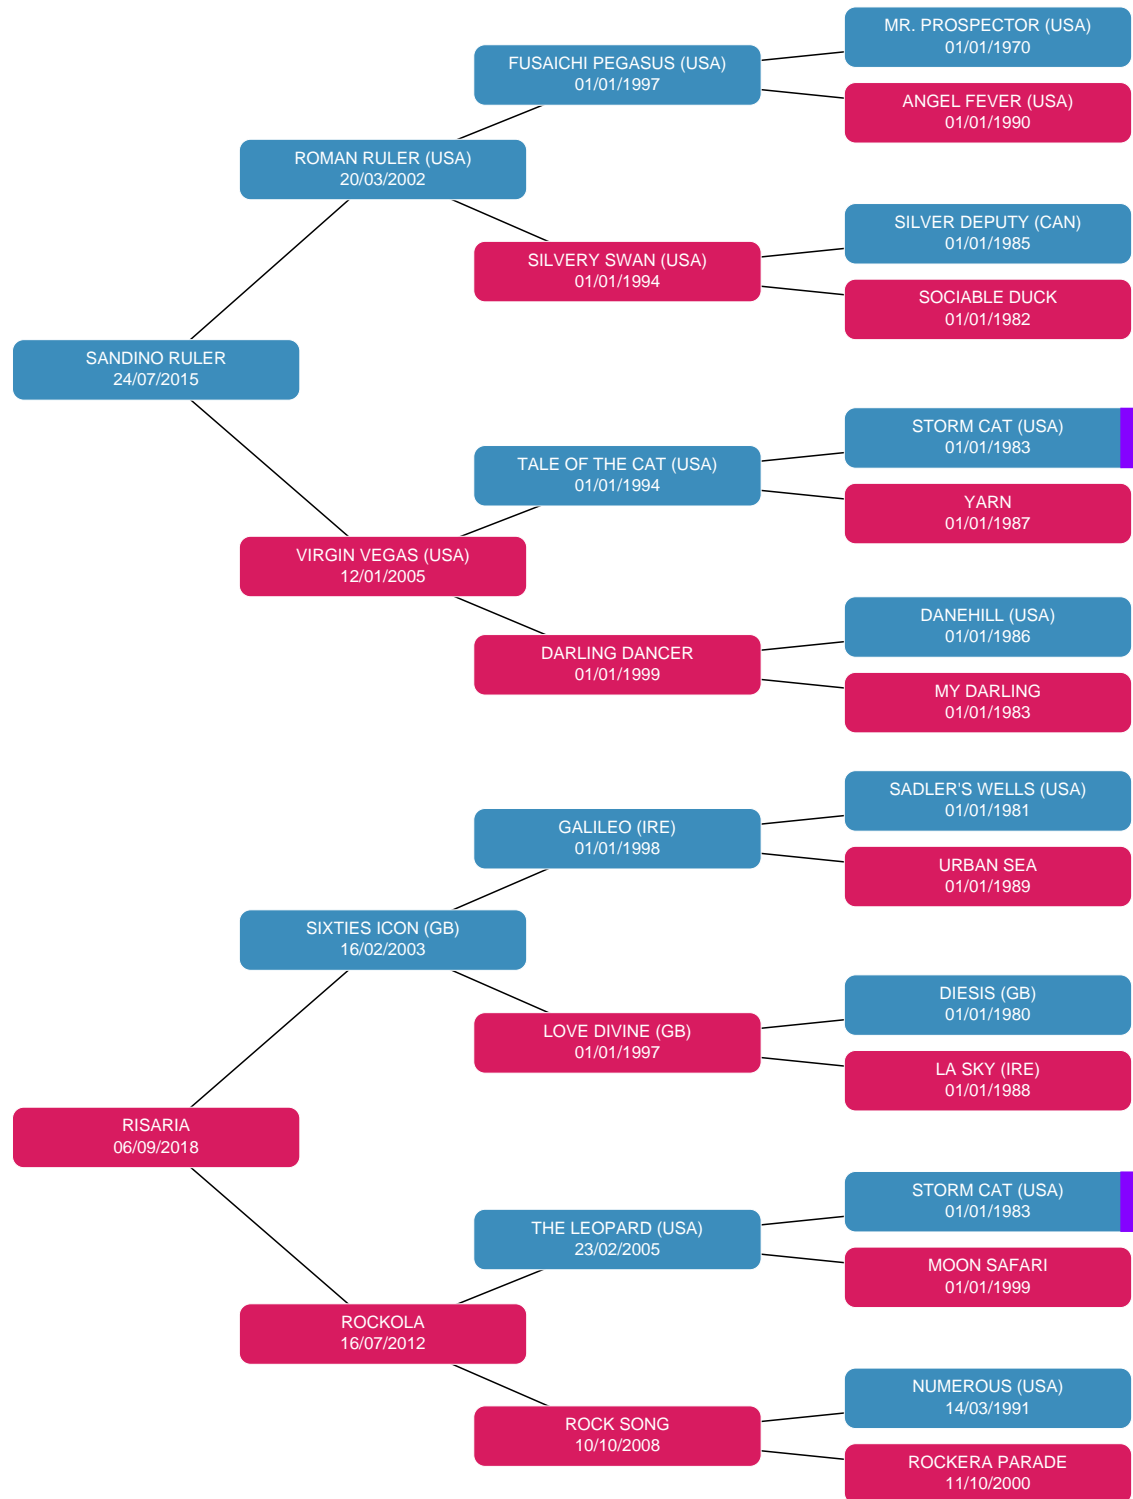 MR. PROSPECTOR (USA)
01/01/1970
FUSAICHI PEGASUS (USA)
01/01/1997
ANGEL FEVER (USA)
01/01/1990
ROMAN RULER (USA)
20/03/2002
SILVER DEPUTY (CAN)
01/01/1985
SILVERY SWAN (USA)
01/01/1994
SOCIABLE DUCK
01/01/1982
SANDINO RULER
24/07/2015
STORM CAT (USA)
01/01/1983
TALE OF THE CAT (USA)
01/01/1994
YARN
01/01/1987
VIRGIN VEGAS (USA)
12/01/2005
DANEHILL (USA)
01/01/1986
DARLING DANCER
01/01/1999
MY DARLING
01/01/1983
SADLER'S WELLS (USA)
01/01/1981
GALILEO (IRE)
01/01/1998
URBAN SEA
01/01/1989
SIXTIES ICON (GB)
16/02/2003
DIESIS (GB)
01/01/1980
LOVE DIVINE (GB)
01/01/1997
LA SKY (IRE)
01/01/1988
RISARIA
06/09/2018
STORM CAT (USA)
01/01/1983
THE LEOPARD (USA)
23/02/2005
MOON SAFARI
01/01/1999
ROCKOLA
16/07/2012
NUMEROUS (USA)
14/03/1991
ROCK SONG
10/10/2008
ROCKERA PARADE
11/10/2000